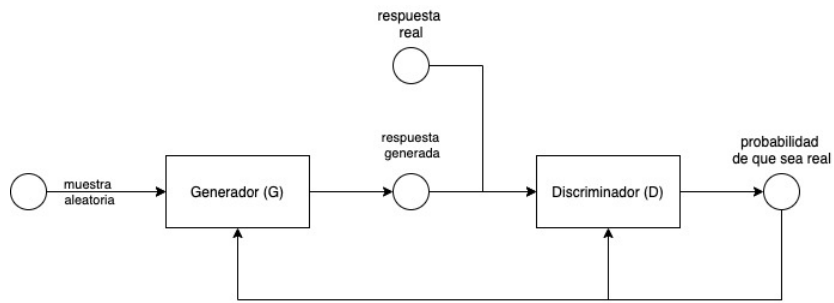 respuesta
real
respuesta
generada
probabilidad
de que sea real
muestra
aleatoria
Generador (G)
Discriminador (D)